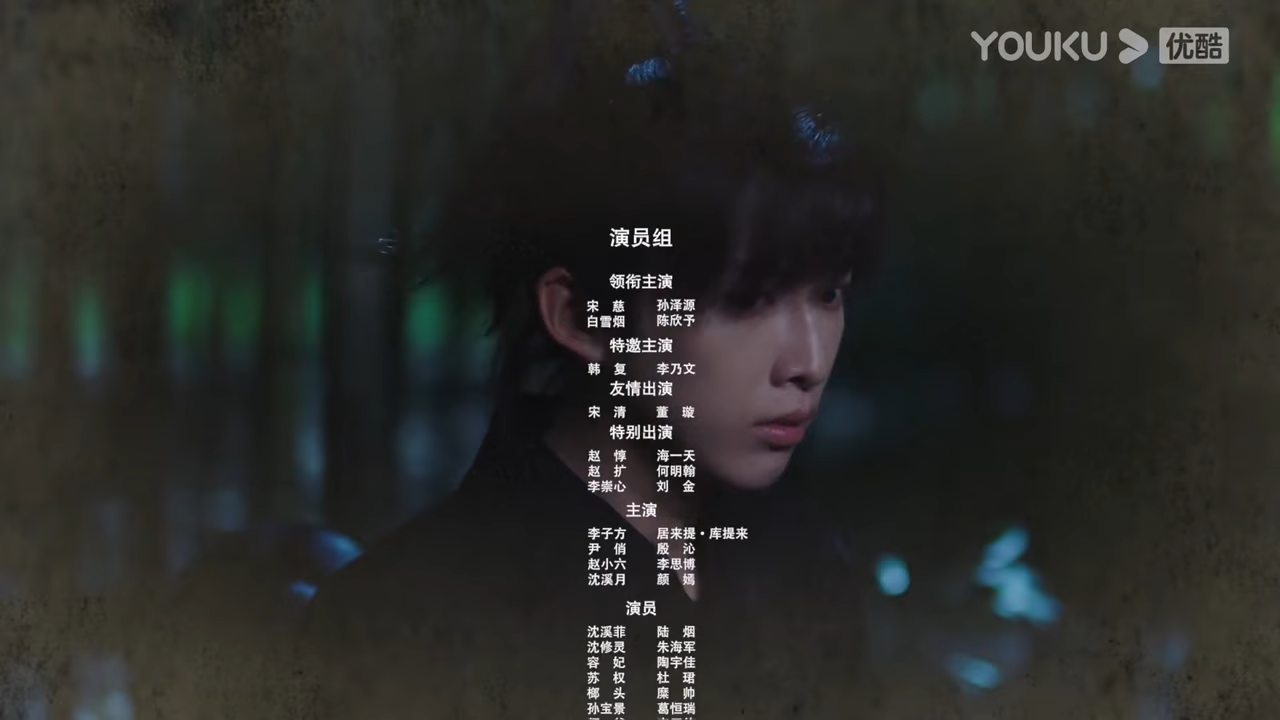 YOUKU 优酷
演员组
领衔主演
宋 慈 孙泽源
白雪烟 陈欣予
特邀主演
韩 复 李乃文
友情出演
宋 清 董 璇
特别出演
赵 惇 海一天
赵 扩 何明翰
李崇心 刘 金
主演
李子方 居来提·库提来
尹 俏 殷 沁
赵小六 李思博
沈溪月 颜 嫣
演员
沈溪菲 陆 烟
沈修灵 朱海军
容 妃 陶宇佳
苏 权 杜 珺
榔 头 糜 帅
孙宝景 葛恒瑞